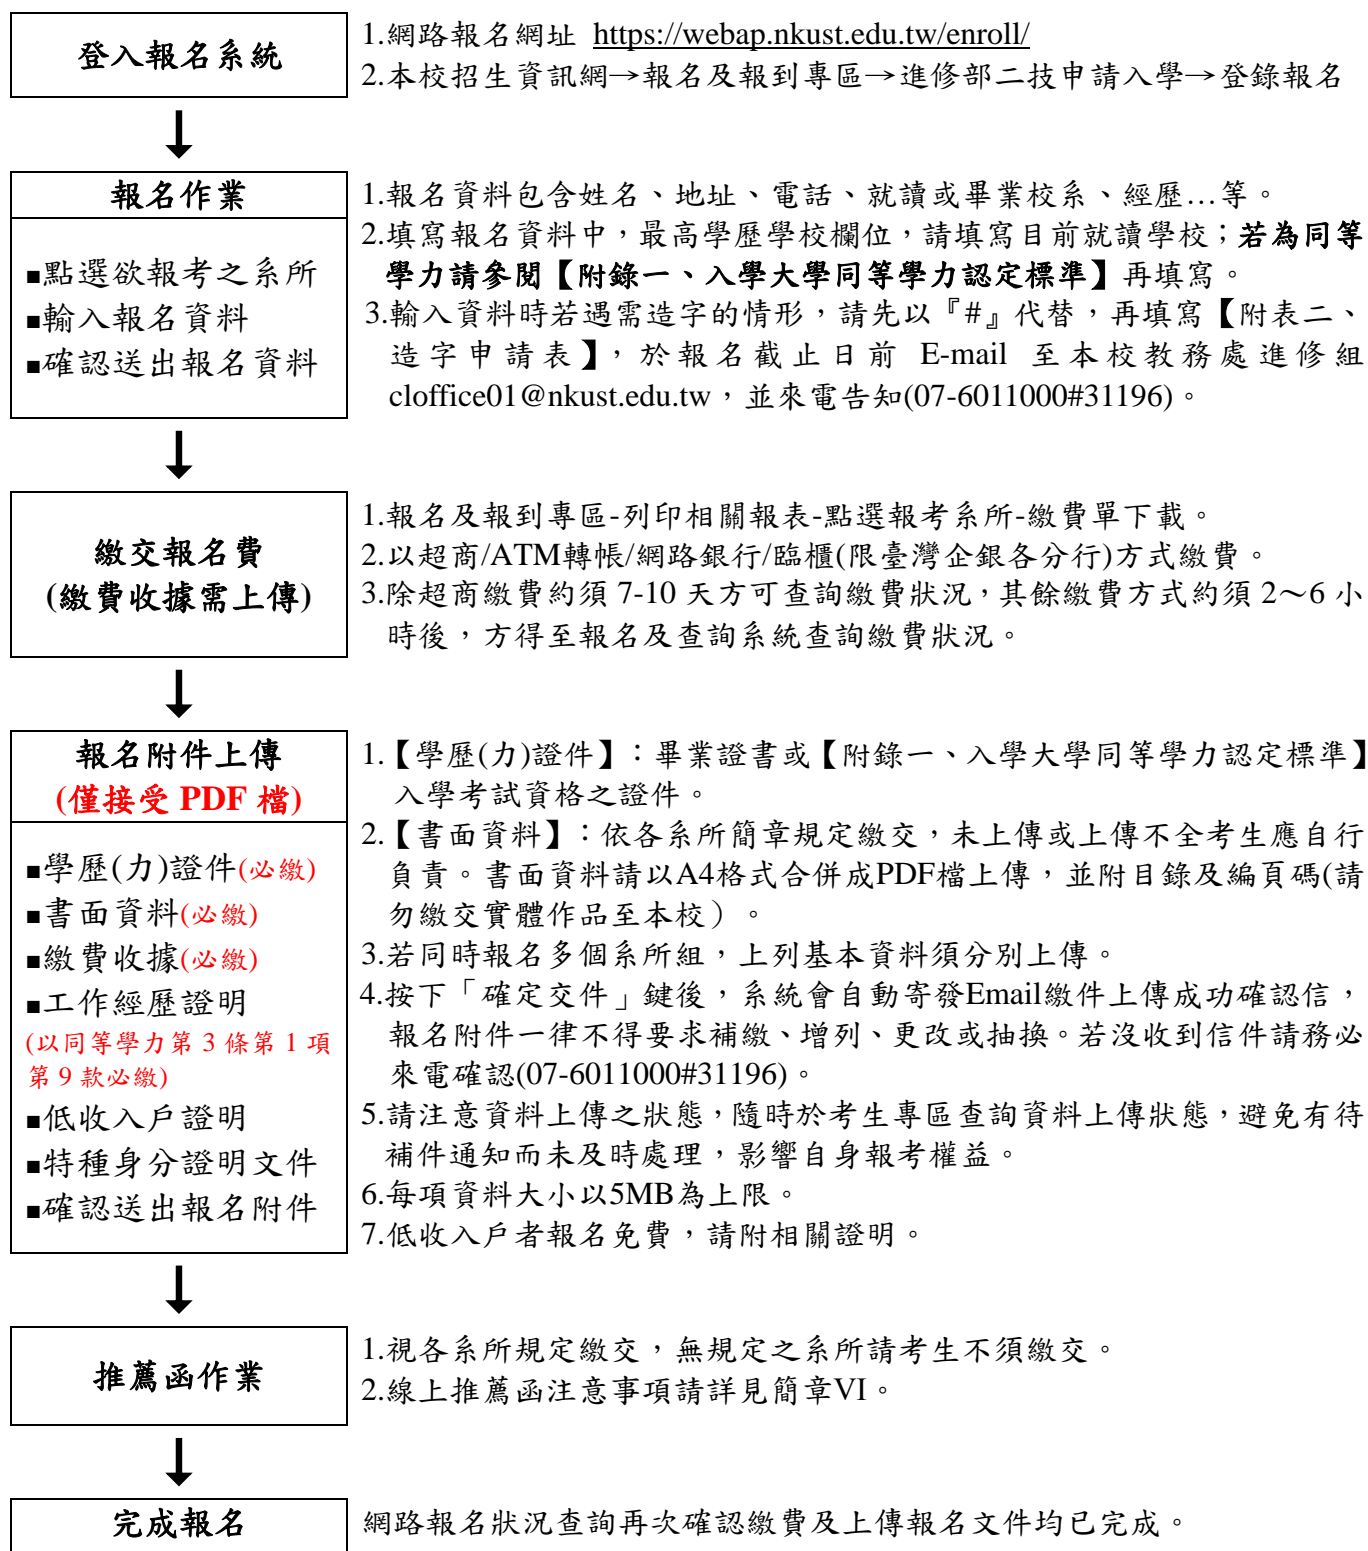 登入報名系統
1.網路報名網址 https://webap.nkust.edu.tw/enroll/
2.本校招生資訊網→報名及報到專區→進修部二技申請入學→登錄報名
報名作業
■點選欲報考之系所
■輸入報名資料
■確認送出報名資料
1.報名資料包含姓名、地址、電話、就讀或畢業校系、經歷…等。
2.填寫報名資料中，最高學歷學校欄位，請填寫目前就讀學校；若為同等
學力請參閱【附錄一、入學大學同等學力認定標準】再填寫。
3.輸入資料時若遇需造字的情形，請先以『#』代替，再填寫【附表二、
造字申請表】，於報名截止日前 E-mail 至本校教務處進修組
cloffice01@nkust.edu.tw，並來電告知(07-6011000#31196)。
繳交報名費
(繳費收據需上傳)
1.報名及報到專區-列印相關報表-點選報考系所-繳費單下載。
2.以超商/ATM轉帳/網路銀行/臨櫃(限臺灣企銀各分行)方式繳費。
3.除超商繳費約須 7-10 天方可查詢繳費狀況，其餘繳費方式約須 2～6 小
時後，方得至報名及查詢系統查詢繳費狀況。
報名附件上傳
(僅接受 PDF 檔)
■學歷(力)證件(必繳)
■書面資料(必繳)
■繳費收據(必繳)
■工作經歷證明
(以同等學力第 3 條第 1 項
第 9 款必繳)
■低收入戶證明
■特種身分證明文件
■確認送出報名附件
1.【學歷(力)證件】：畢業證書或【附錄一、入學大學同等學力認定標準】
入學考試資格之證件。
2.【書面資料】：依各系所簡章規定繳交，未上傳或上傳不全考生應自行
負責。書面資料請以A4格式合併成PDF檔上傳，並附目錄及編頁碼(請
勿繳交實體作品至本校）。
3.若同時報名多個系所組，上列基本資料須分別上傳。
4.按下「確定交件」鍵後，系統會自動寄發Email繳件上傳成功確認信，
報名附件一律不得要求補繳、增列、更改或抽換。若沒收到信件請務必
來電確認(07-6011000#31196)。
5.請注意資料上傳之狀態，隨時於考生專區查詢資料上傳狀態，避免有待
補件通知而未及時處理，影響自身報考權益。
6.每項資料大小以5MB為上限。
7.低收入戶者報名免費，請附相關證明。
推薦函作業
1.視各系所規定繳交，無規定之系所請考生不須繳交。
2.線上推薦函注意事項請詳見簡章VI。
完成報名
網路報名狀況查詢再次確認繳費及上傳報名文件均已完成。